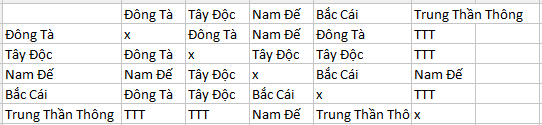 Đông Tà Tây Độc Nam Đế Bắc Cái Trung Thần Thông
Đông Tà x Đông Tà Nam Đế Đông Tà TTT
Tây Độc Đông Tà x Tây Độc Tây Độc TTT
Nam Đế Nam Đế Tây Độc x Bắc Cái Nam Đế
Bắc Cái Đông Tà Tây Độc Bắc Cái x TTT
Trung Thần Thông TTT TTT Nam Đế Trung Thần Thô x